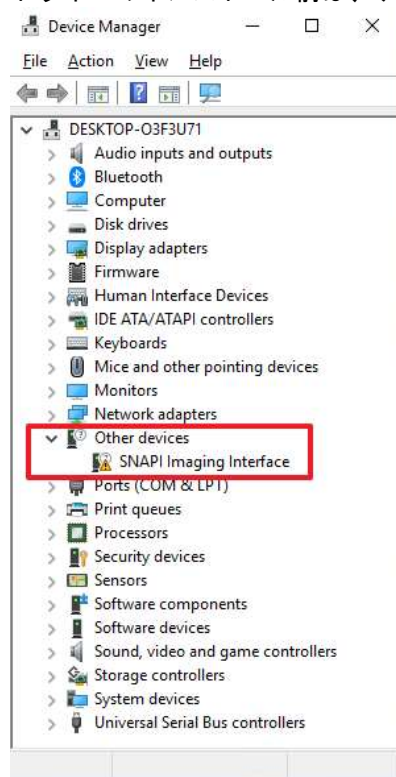 Device Manager
File Action View Help
DESKTOP-O3F3U71
Audio inputs and outputs
Bluetooth
Computer
Disk drives
Display adapters
Firmware
Human Interface Devices
IDE ATA/ATAPI controllers
Keyboards
Mice and other pointing devices
Monitors
Network adapters
Other devices
SNAPI Imaging Interface
Ports (COM & LPT)
Print queues
Processors
Security devices
Sensors
Software components
Software devices
Sound, video and game controllers
Storage controllers
System devices
Universal Serial Bus controllers